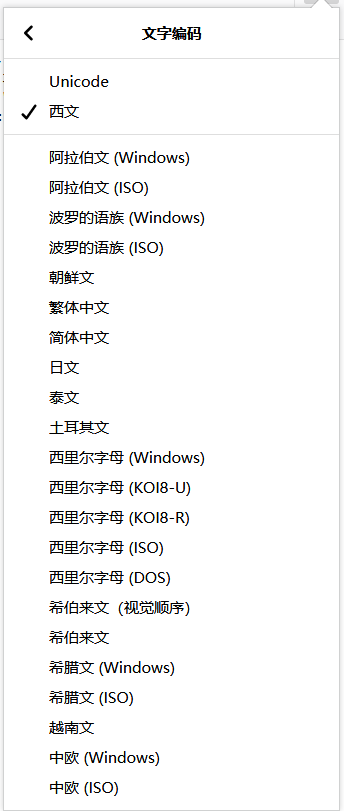 文字编码
Unicode
西文
阿拉伯文 (Windows)
阿拉伯文 (ISO)
波罗的语族 (Windows)
波罗的语族 (ISO)
朝鲜文
繁体中文
简体中文
日文
泰文
土耳其文
西里尔字母 (Windows)
西里尔字母 (KOI8-U)
西里尔字母 (KOI8-R)
西里尔字母 (ISO)
西里尔字母 (DOS)
希伯来文（视觉顺序）
希伯来文
希腊文 (Windows)
希腊文 (ISO)
越南文
中欧 (Windows)
中欧 (ISO)